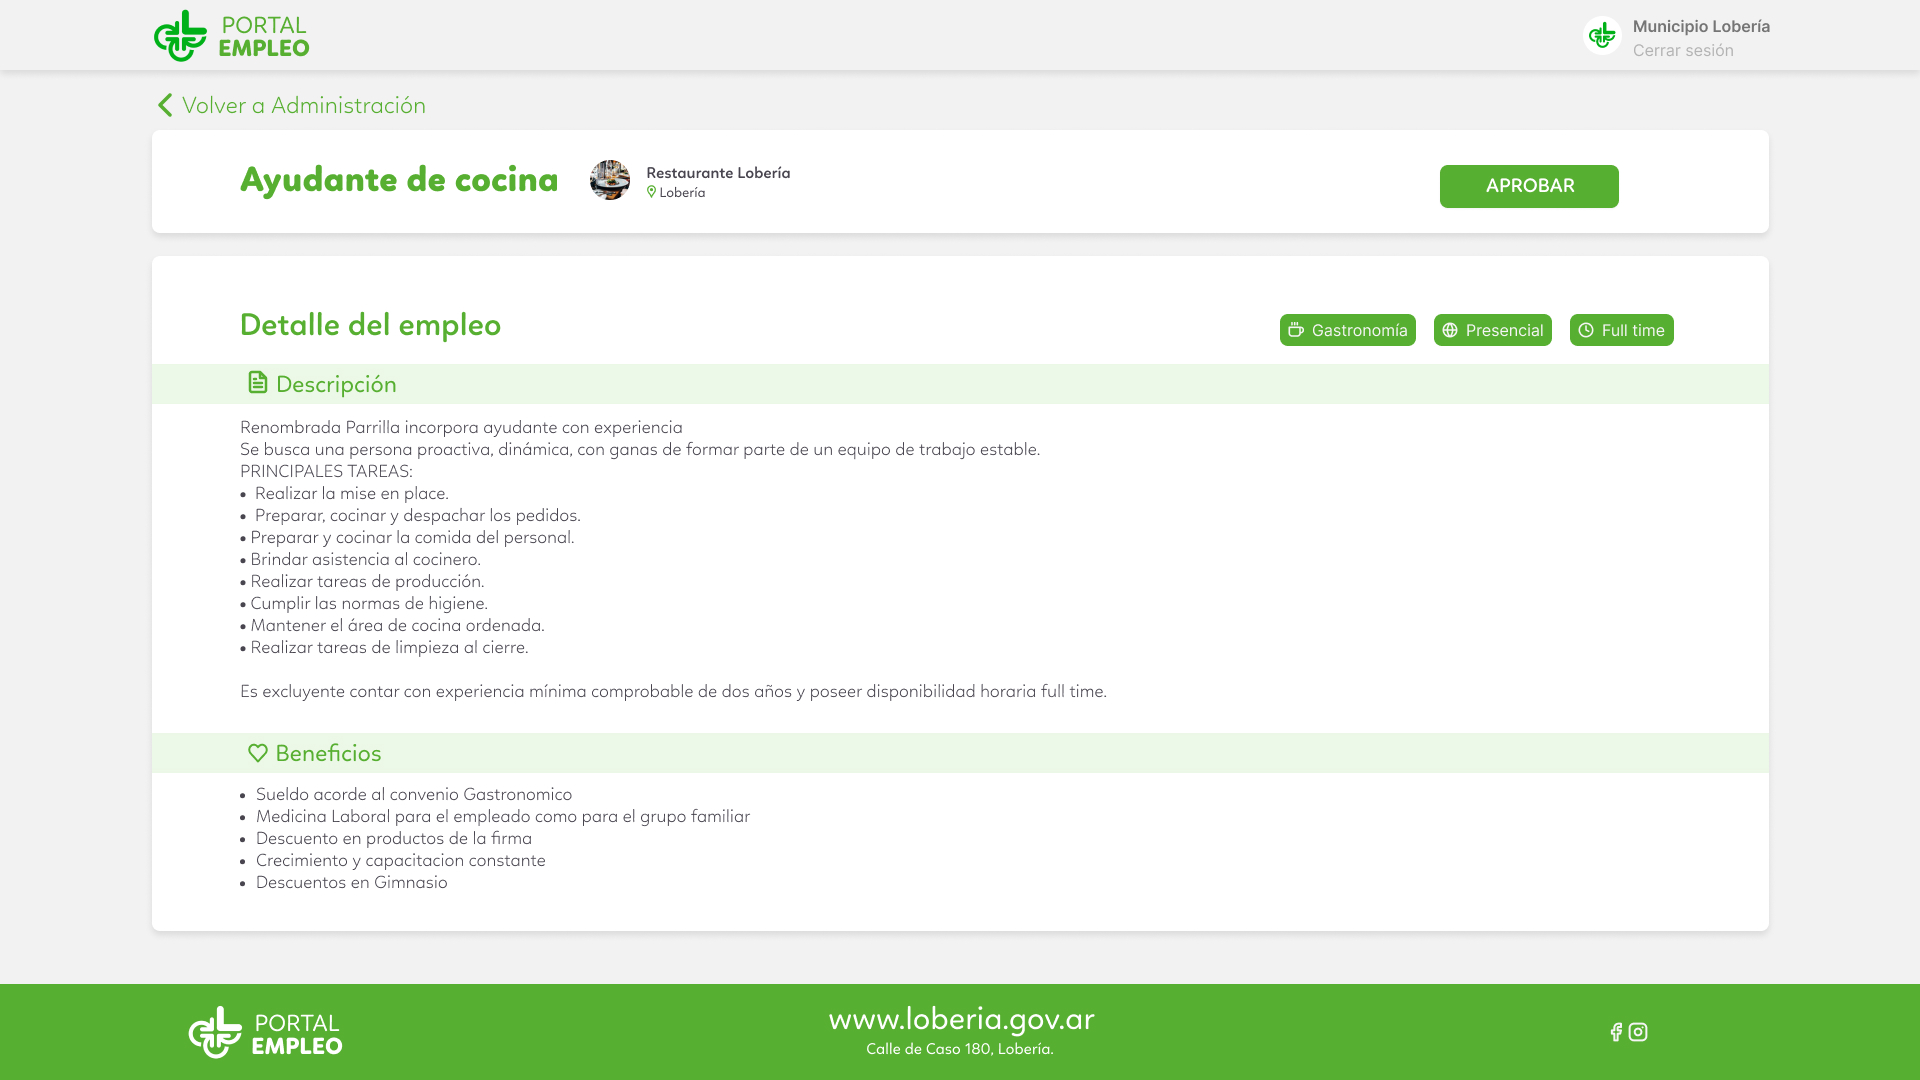 PORTAL
EMPLEO
Municipio Lobería
Cerrar sesión
Volver a Administración
Ayudante de cocina
Restaurante Lobería
Lobería
APROBAR
Detalle del empleo
Gastronomía
Presencial
Full time
Descripción
Renombrada Parrilla incorpora ayudante con experiencia
Se busca una persona proactiva, dinámica, con ganas de formar parte de un equipo de trabajo estable.
PRINCIPALES TAREAS:
• Realizar la mise en place.
• Preparar, cocinar y despachar los pedidos.
• Preparar y cocinar la comida del personal.
• Brindar asistencia al cocinero.
• Realizar tareas de producción.
• Cumplir las normas de higiene.
• Mantener el área de cocina ordenada.
• Realizar tareas de limpieza al cierre.
Es excluyente contar con experiencia mínima comprobable de dos años y poseer disponibilidad horaria full time.
Beneficios
• Sueldo acorde al convenio Gastronomico
• Medicina Laboral para el empleado como para el grupo familiar
• Descuento en productos de la firma
• Crecimiento y capacitacion constante
• Descuentos en Gimnasio
PORTAL
EMPLEO
www.loberia.gov.ar
Calle de Caso 180, Lobería.